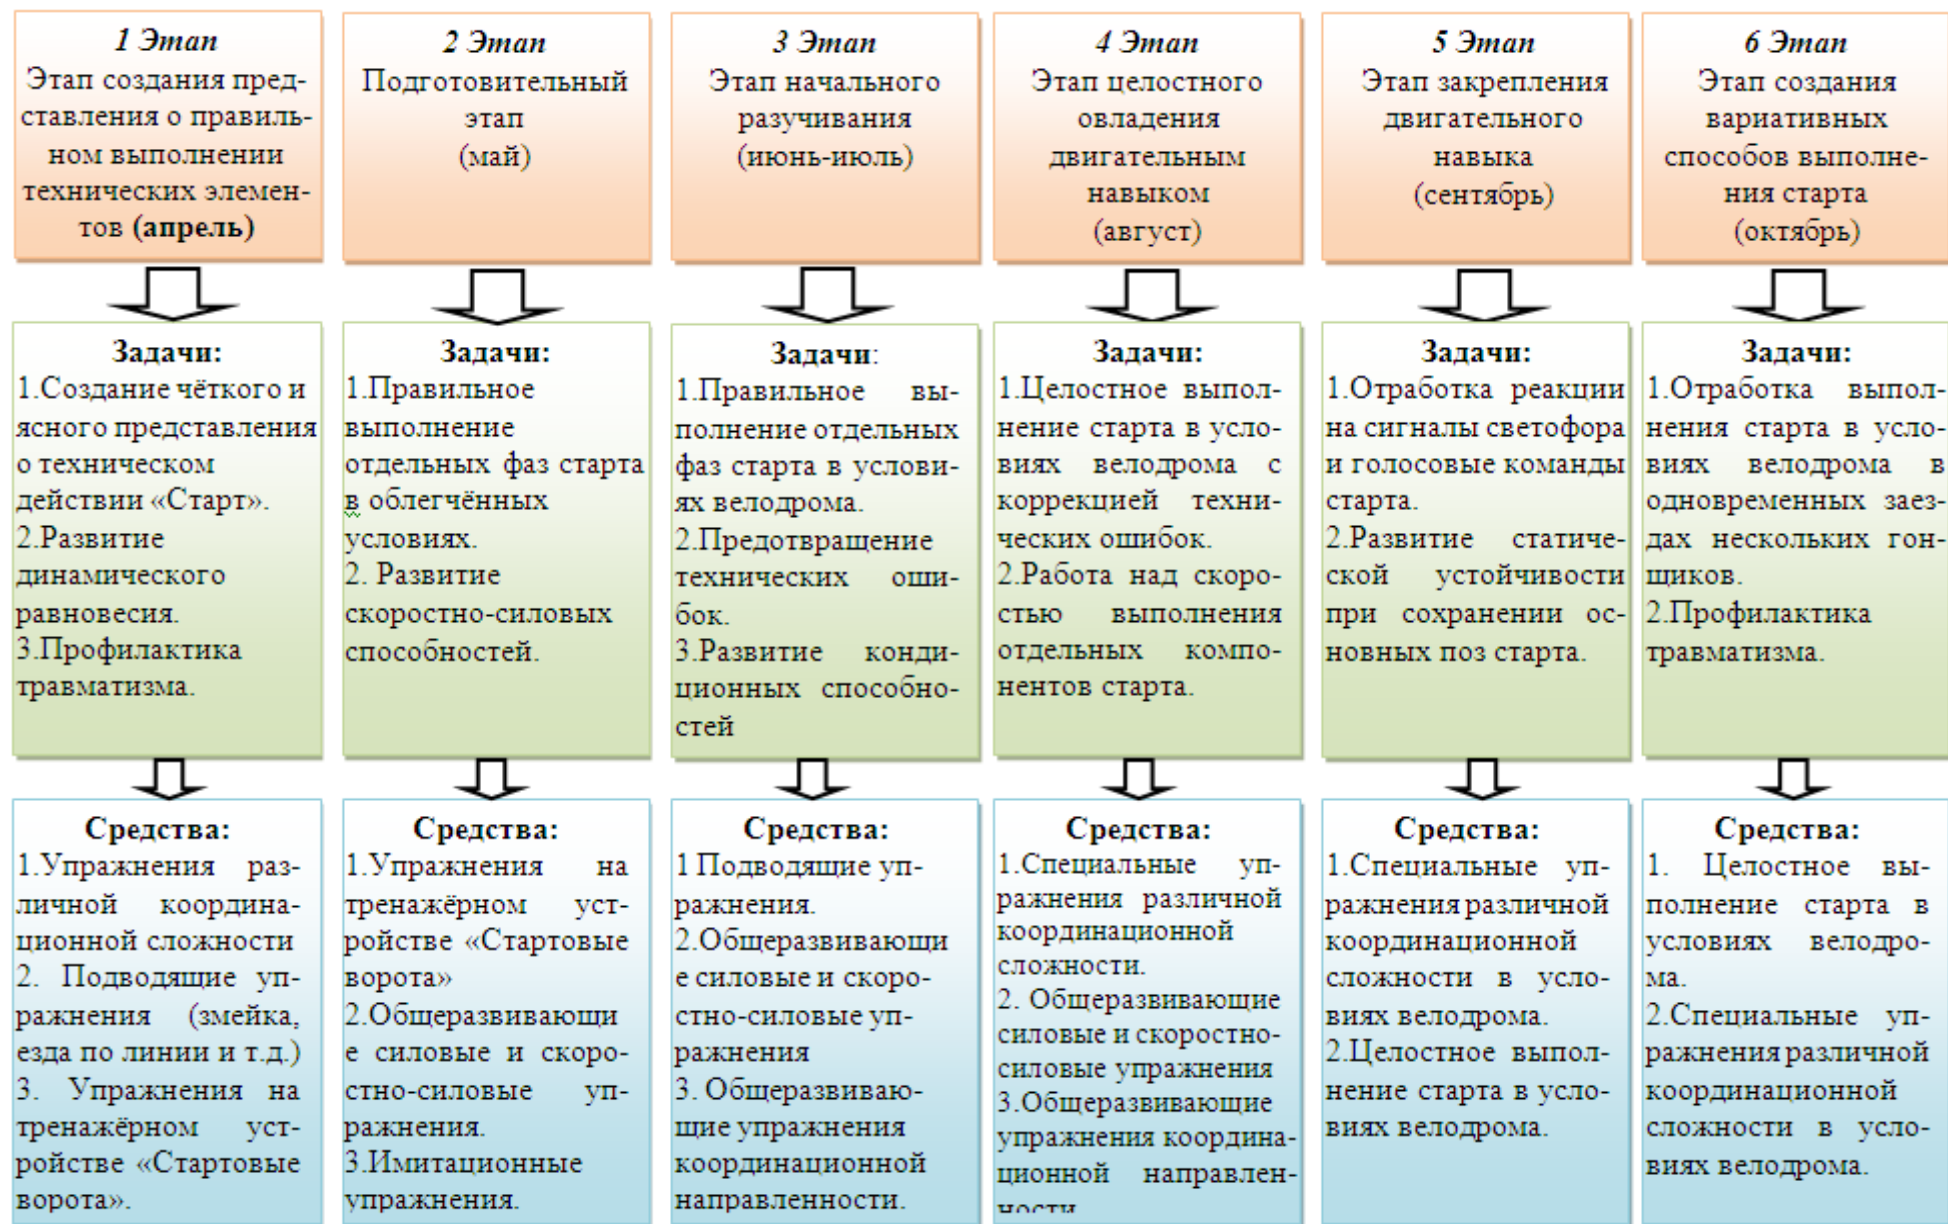 1 Этап
Этап создания пред-
ставления о правиль-
ном выполнении
технических элемен-
тов (апрель)
2 Этап
Подготовительный
этап
(май)
3 Этап
Этап начального
разучивания
(июнь-июль)
4 Этап
Этап целостного
овладения
двигательным
навыком
(август)
5 Этап
Этап закрепления
двигательного
навыка
(сентябрь)
6 Этап
Этап создания
вариативных
способов выполне-
ния старта
(октябрь)
Задачи:
1.Создание чёткого и
ясного представления
о техническом
действии «Старт».
2.Развитие
динамического
равновесия.
3.Профилактика
травматизма.
Задачи:
1.Правильное
выполнение
отдельных фаз старта
в облегчённых
условиях.
2. Развитие
скоростно-силовых
способностей.
Задачи:
1.Правильное вы-
полнение отдельных
фаз старта в услови-
ях велодрома.
2.Предотвращение
технических оши-
бок.
3.Развитие конди-
ционных способно-
стей
Задачи:
1.Целостное выпол-
нение старта в усло-
виях велодрома с
коррекцией техни-
ческих ошибок.
2.Работа над скоро-
стью выполнения
отдельных компо-
нентов старта.
Задачи:
1.Отработка реакции
на сигналы светофора
и голосовые команды
старта.
2.Развитие статиче-
ской устойчивости
при сохранении ос-
новных поз старта.
Задачи:
1.Отработка выпол-
нения старта в усло-
виях велодрома в
одновременных заез-
дах нескольких гон-
щиков.
2.Профилактика
травматизма.
Средства:
1.Упражнения раз-
личной координа-
ционной сложности
2. Подводящие уп-
ражнения (змейка,
езда по линии и т.д.)
3. Упражнения на
тренажёрном уст-
ройстве «Стартовые
ворота».
Средства:
1.Упражнения на
тренажёрном уст-
ройстве «Стартовые
ворота»
2.Общеразвивающи
е силовые и скоро-
стно-силовые уп-
ражнения.
3.Имитационные
упражнения.
Средства:
1 Подводящие уп-
ражнения.
2.Общеразвивающи
е силовые и скоро-
стно-силовые уп-
ражнения
3. Общеразвиваю-
щие упражнения
координационной
направленности.
Средства:
1.Специальные уп-
ражнения различной
координационной
сложности.
2. Общеразвивающие
силовые и скоростно-
силовые упражнения
3.Общеразвивающие
упражнения координа-
ционной направлен-
ности
Средства:
1.Специальные уп-
ражнения различной
координационной
сложности в усло-
виях велодрома.
2.Целостное выпол-
нение старта в усло-
виях велодрома.
Средства:
1. Целостное вы-
полнение старта в
условиях велодро-
ма.
2.Специальные уп-
ражнения различной
координационной
сложности в усло-
виях велодрома.